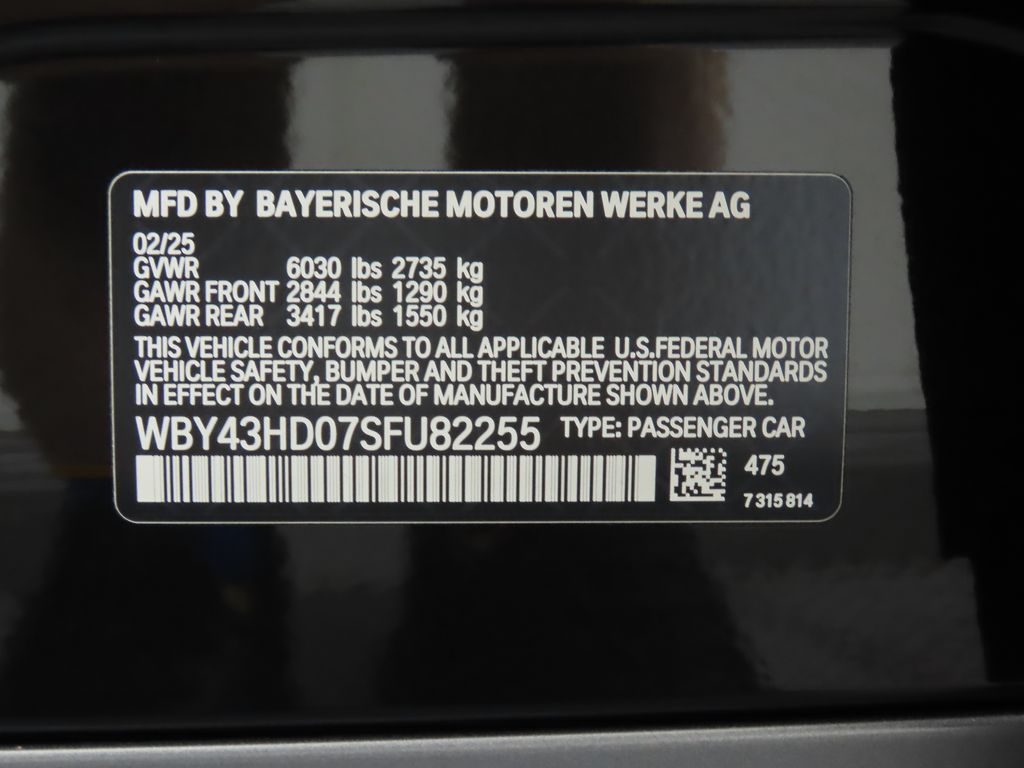 MFD BY BAYERISCHE MOTOREN WERKE AG
02/25
GVWR 6030 lbs 2735 kg
GAWR FRONT 2844 lbs 1290 kg
GAWR REAR 3417 lbs 1550 kg
THIS VEHICLE CONFORMS TO ALL APPLICABLE U.S.FEDERAL MOTOR
VEHICLE SAFETY, BUMPER AND THEFT PREVENTION STANDARDS
IN EFFECT ON THE DATE OF MANUFACTURE SHOWN ABOVE.
WBY43HD07SFU82255 TYPE: PASSENGER CAR
475
7 315 814